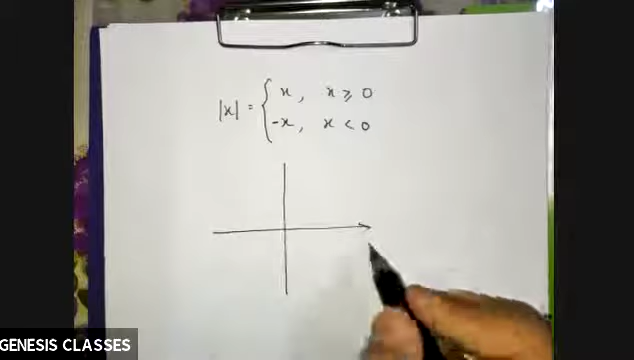 |x| = { x, x ⩾ 0
-x, x < 0
GENESIS CLASSES